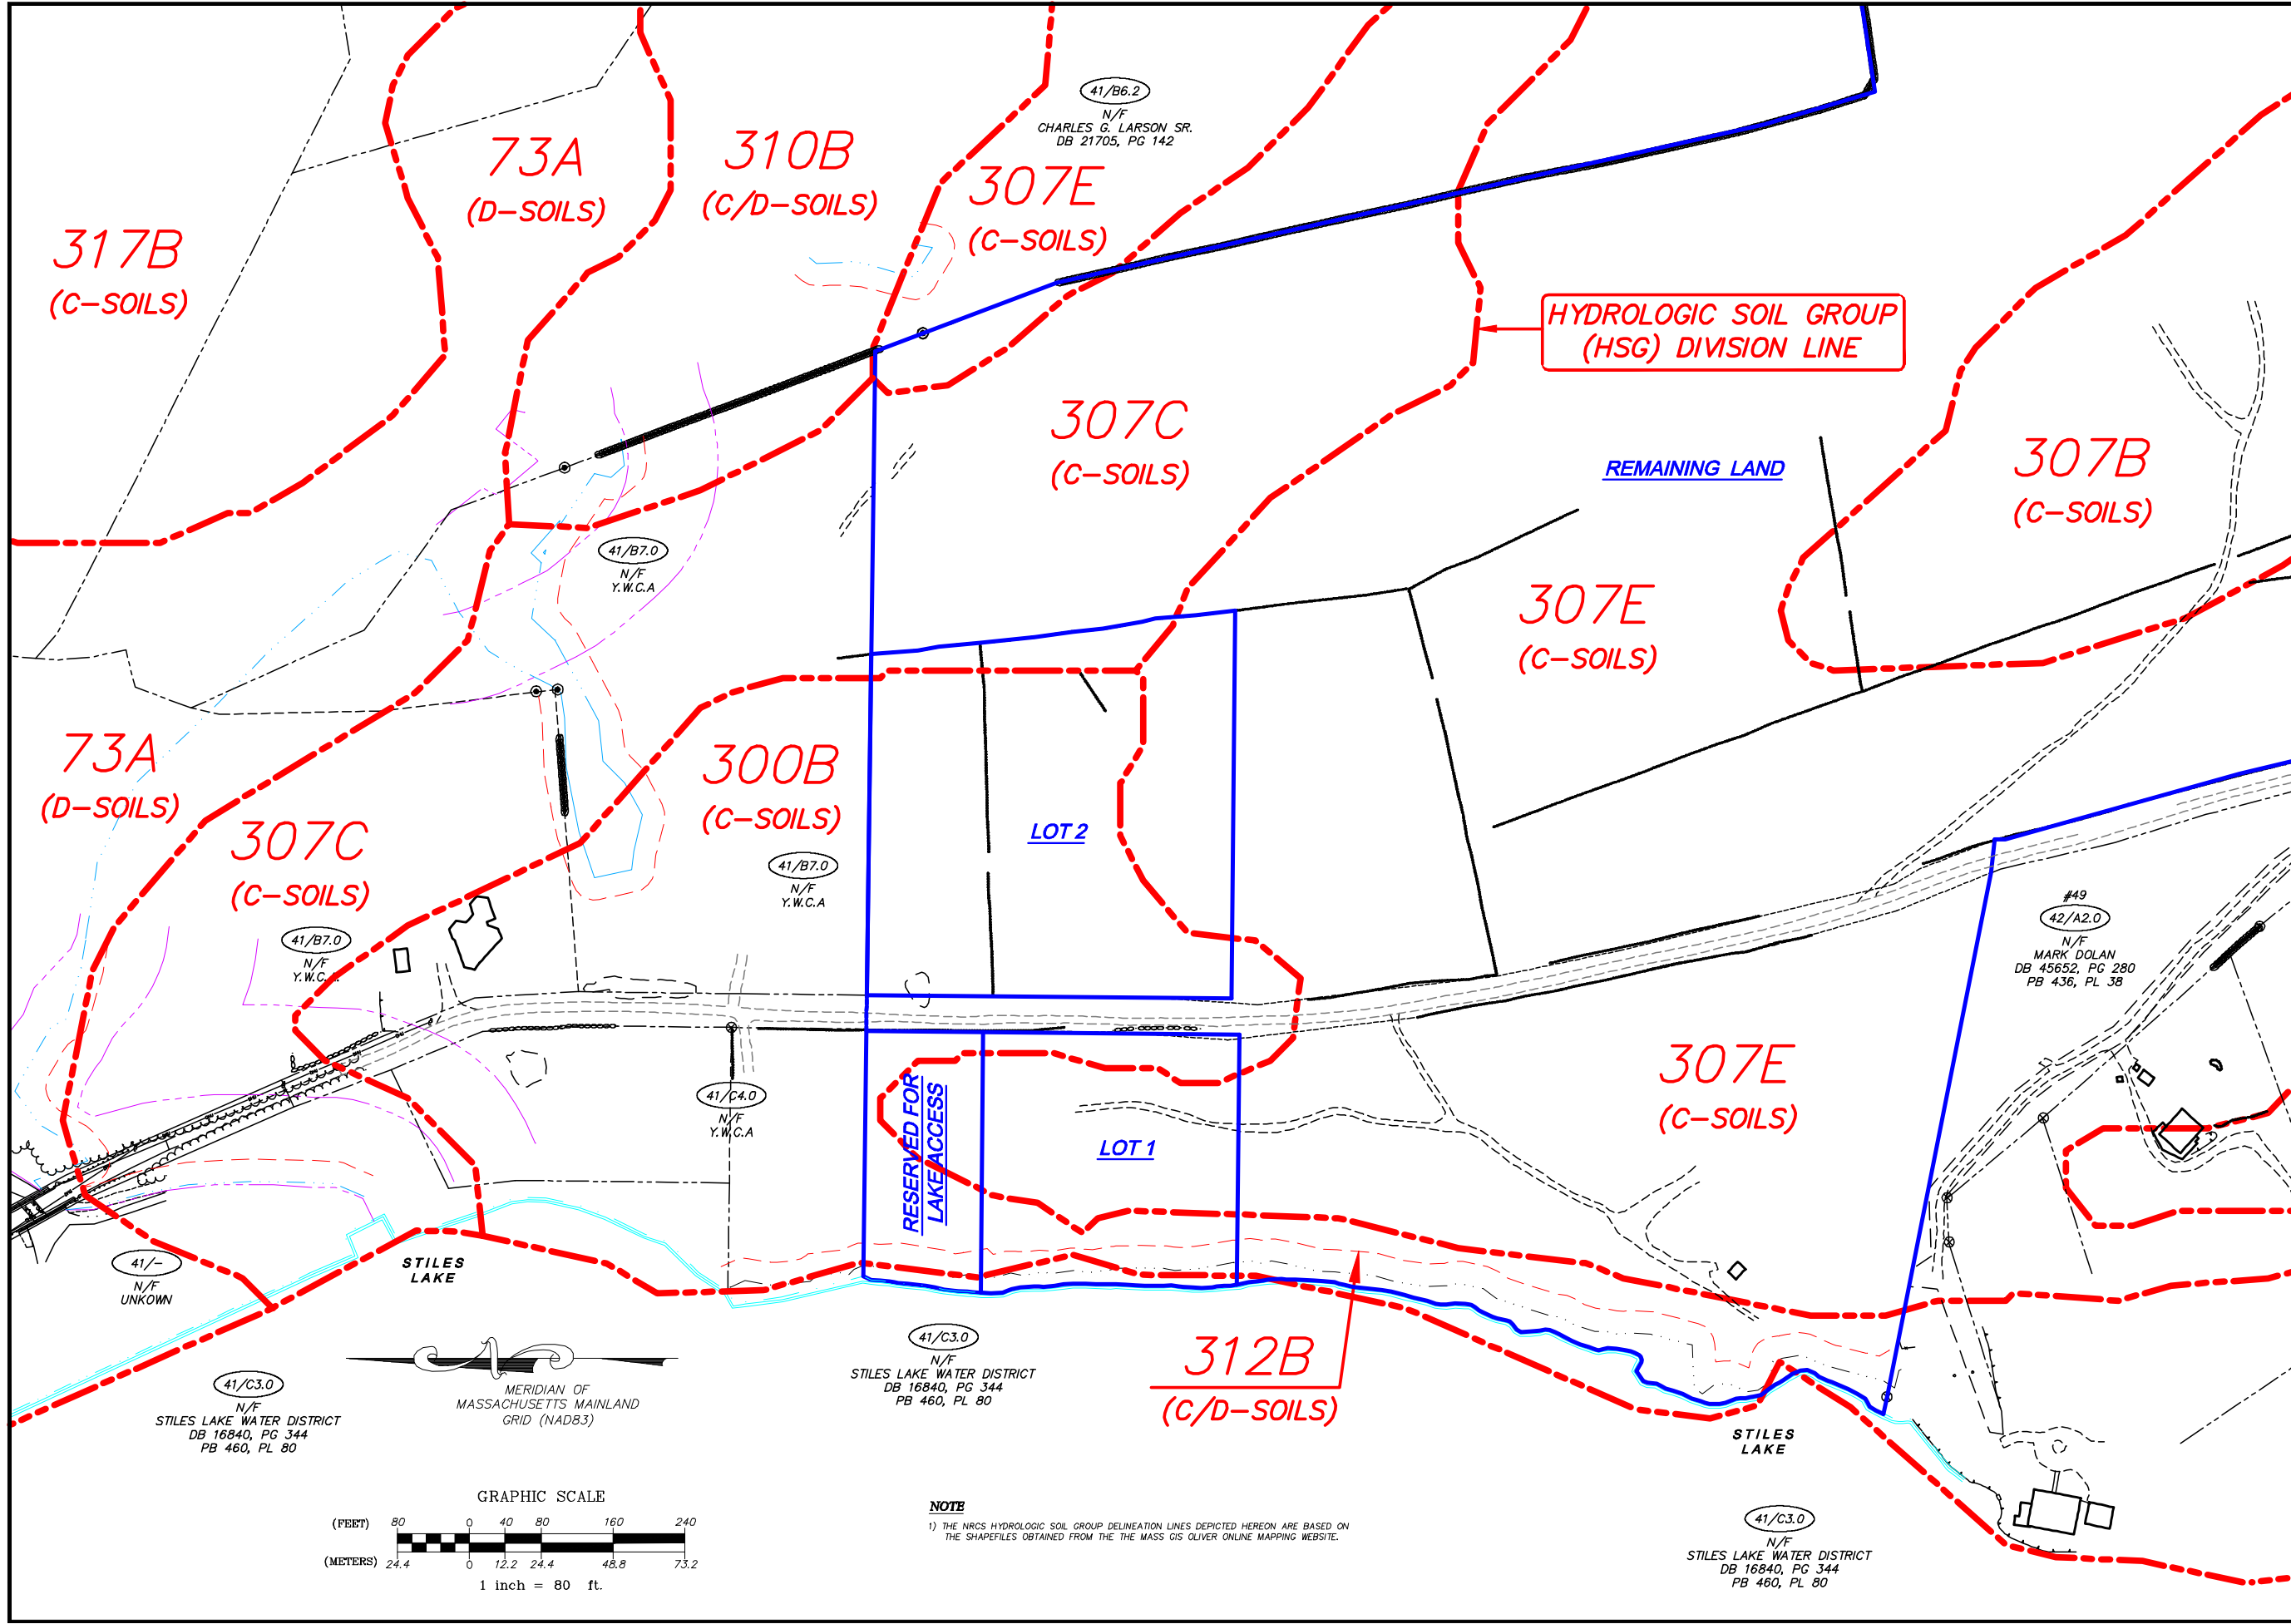 41/B6.2
N/F
CHARLES G. LARSON SR.
DB 21705, PG 142
73A
(D-SOILS)
310B
(C/D-SOILS)
307E
(C-SOILS)
317B
(C-SOILS)
HYDROLOGIC SOIL GROUP
(HSG) DIVISION LINE
307C
(C-SOILS)
REMAINING LAND
307B
(C-SOILS)
41/B7.0
N/F
Y.W.C.A
307E
(C-SOILS)
73A
(D-SOILS)
300B
(C-SOILS)
LOT 2
307C
(C-SOILS)
41/B7.0
N/F
Y.W.C.A
#49
42/A2.0
N/F
MARK DOLAN
DB 45652, PG 280
PB 436, PL 38
41/B7.0
N/F
Y.W.C.
307E
(C-SOILS)
41/C4.0
N/F
Y.W.C.A
RESERVED FOR
LAKE ACCESS
LOT 1
41/-
N/F
UNKOWN
STILES
LAKE
41/C3.0
N/F
STILES LAKE WATER DISTRICT
DB 16840, PG 344
PB 460, PL 80
312B
(C/D-SOILS)
41/C3.0
N/F
STILES LAKE WATER DISTRICT
DB 16840, PG 344
PB 460, PL 80
MERIDIAN OF
MASSACHUSETTS MAINLAND
GRID (NAD83)
STILES
LAKE
GRAPHIC SCALE
(FEET) 80 0 40 80 160 240
(METERS) 24.4 0 12.2 24.4 48.8 73.2
1 inch = 80 ft.
NOTE
1) THE NRCS HYDROLOGIC SOIL GROUP DELINEATION LINES DEPICTED HEREON ARE BASED ON
THE SHAPEFILES OBTAINED FROM THE THE MASS GIS OLIVER ONLINE MAPPING WEBSITE.
41/C3.0
N/F
STILES LAKE WATER DISTRICT
DB 16840, PG 344
PB 460, PL 80